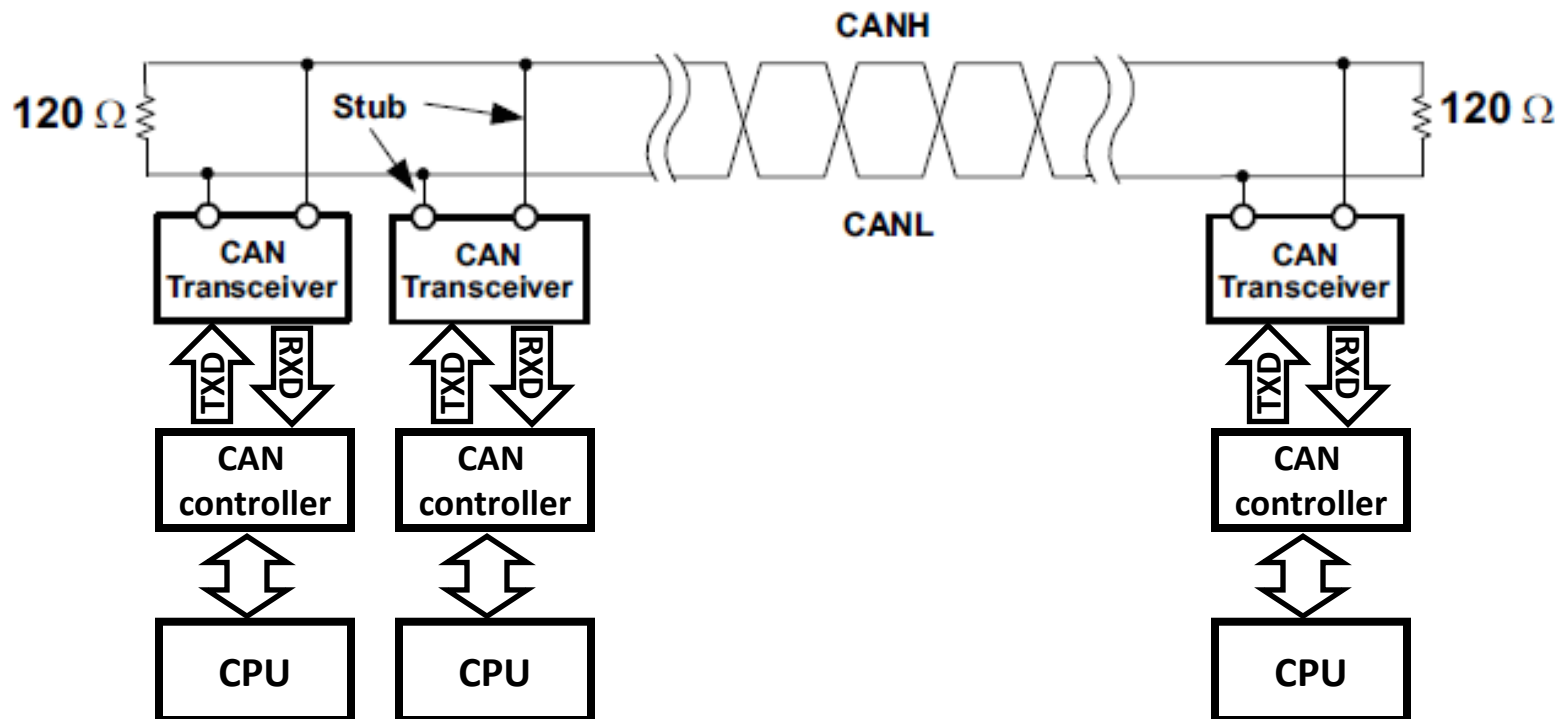 CANH
120 Ω
Stub
120 Ω
CANL
CAN
Transceiver
CAN
Transceiver
CAN
Transceiver
TXD
RXD
TXD
RXD
TXD
RXD
CAN
controller
CAN
controller
CAN
controller
CPU
CPU
CPU